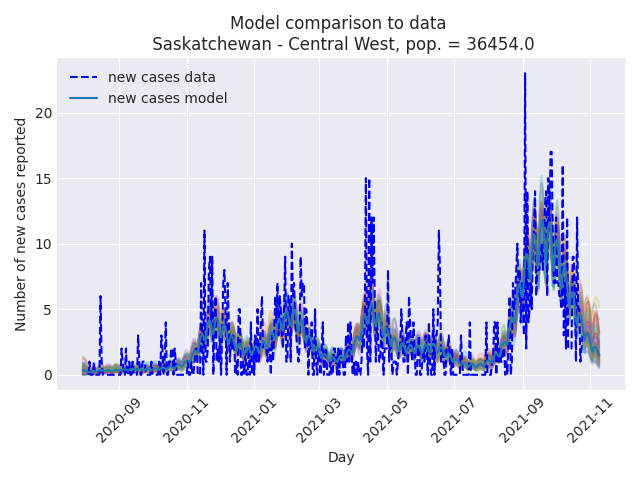 Model comparison to data
Saskatchewan - Central West, pop. = 36454.0
new cases data
new cases model
Number of new cases reported
20
15
10
5
0
2020-09
2020-11
2021-01
2021-03
2021-05
2021-07
2021-09
2021-11
Day